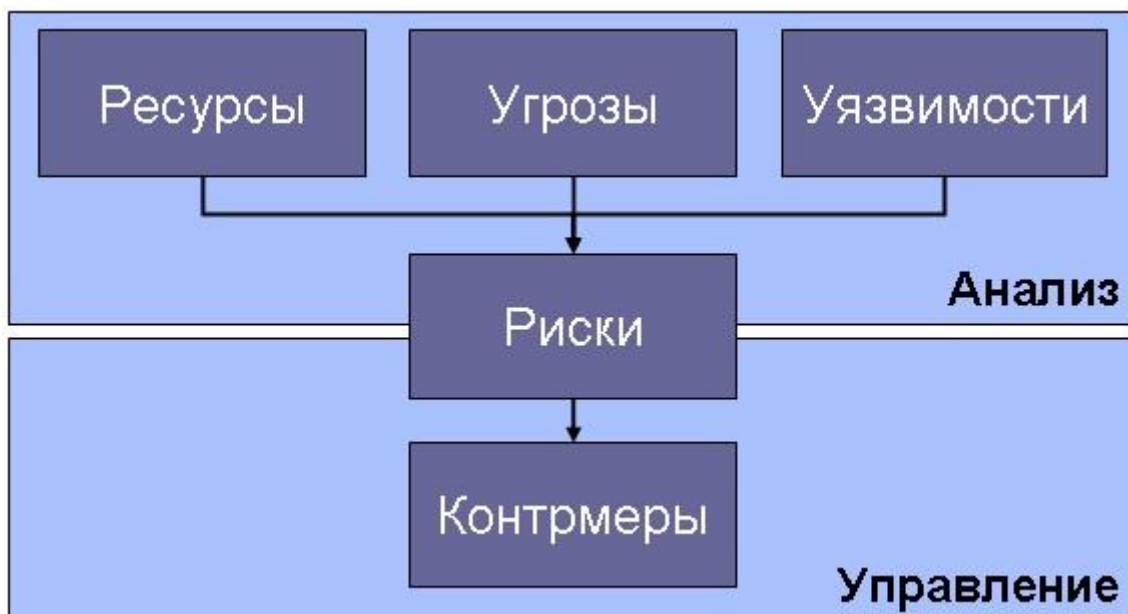 Ресурсы
Угрозы
Уязвимости
Анализ
Риски
Контрмеры
Управление